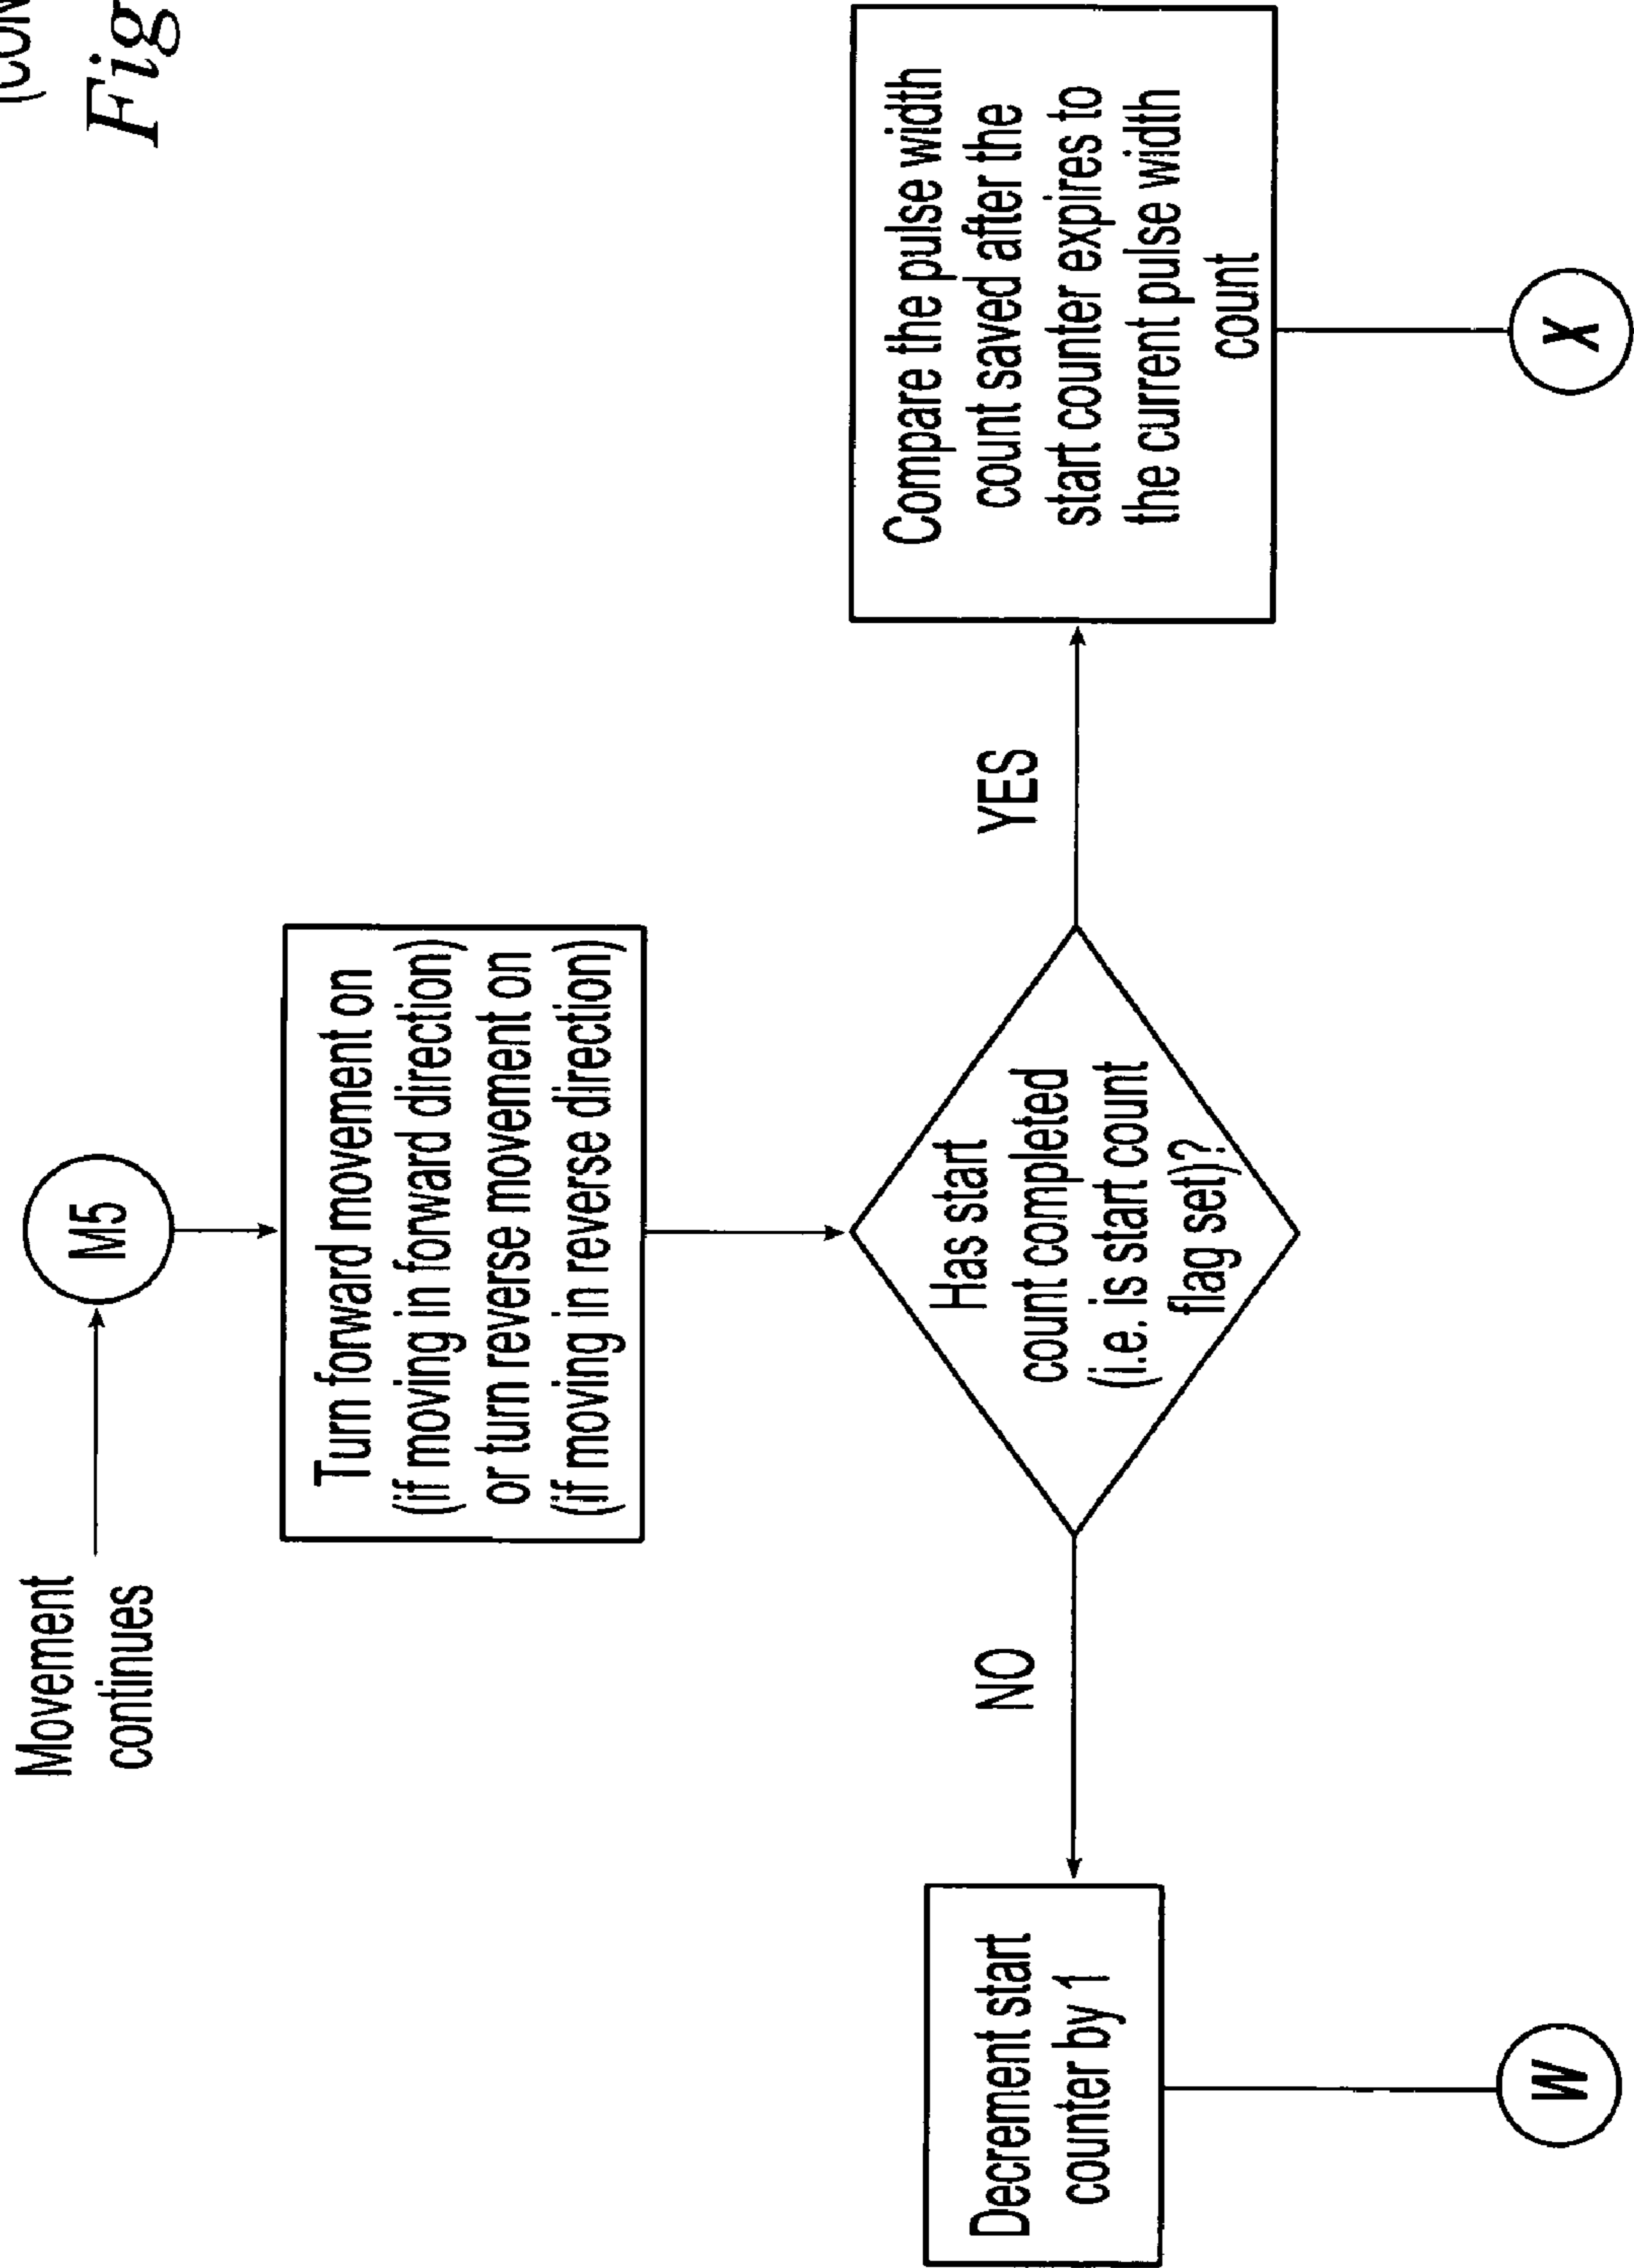 Fig
Movement
continues
M5
Turn forward movement on
(if moving in forward direction)
or turn reverse movement on
(if moving in reverse direction)
Has start
count completed
(i.e. is start count
flag set)?
NO
YES
Decrement start
counter by 1
Compare the pulse width
count saved after the
start counter expires to
the current pulse width
count
W
X